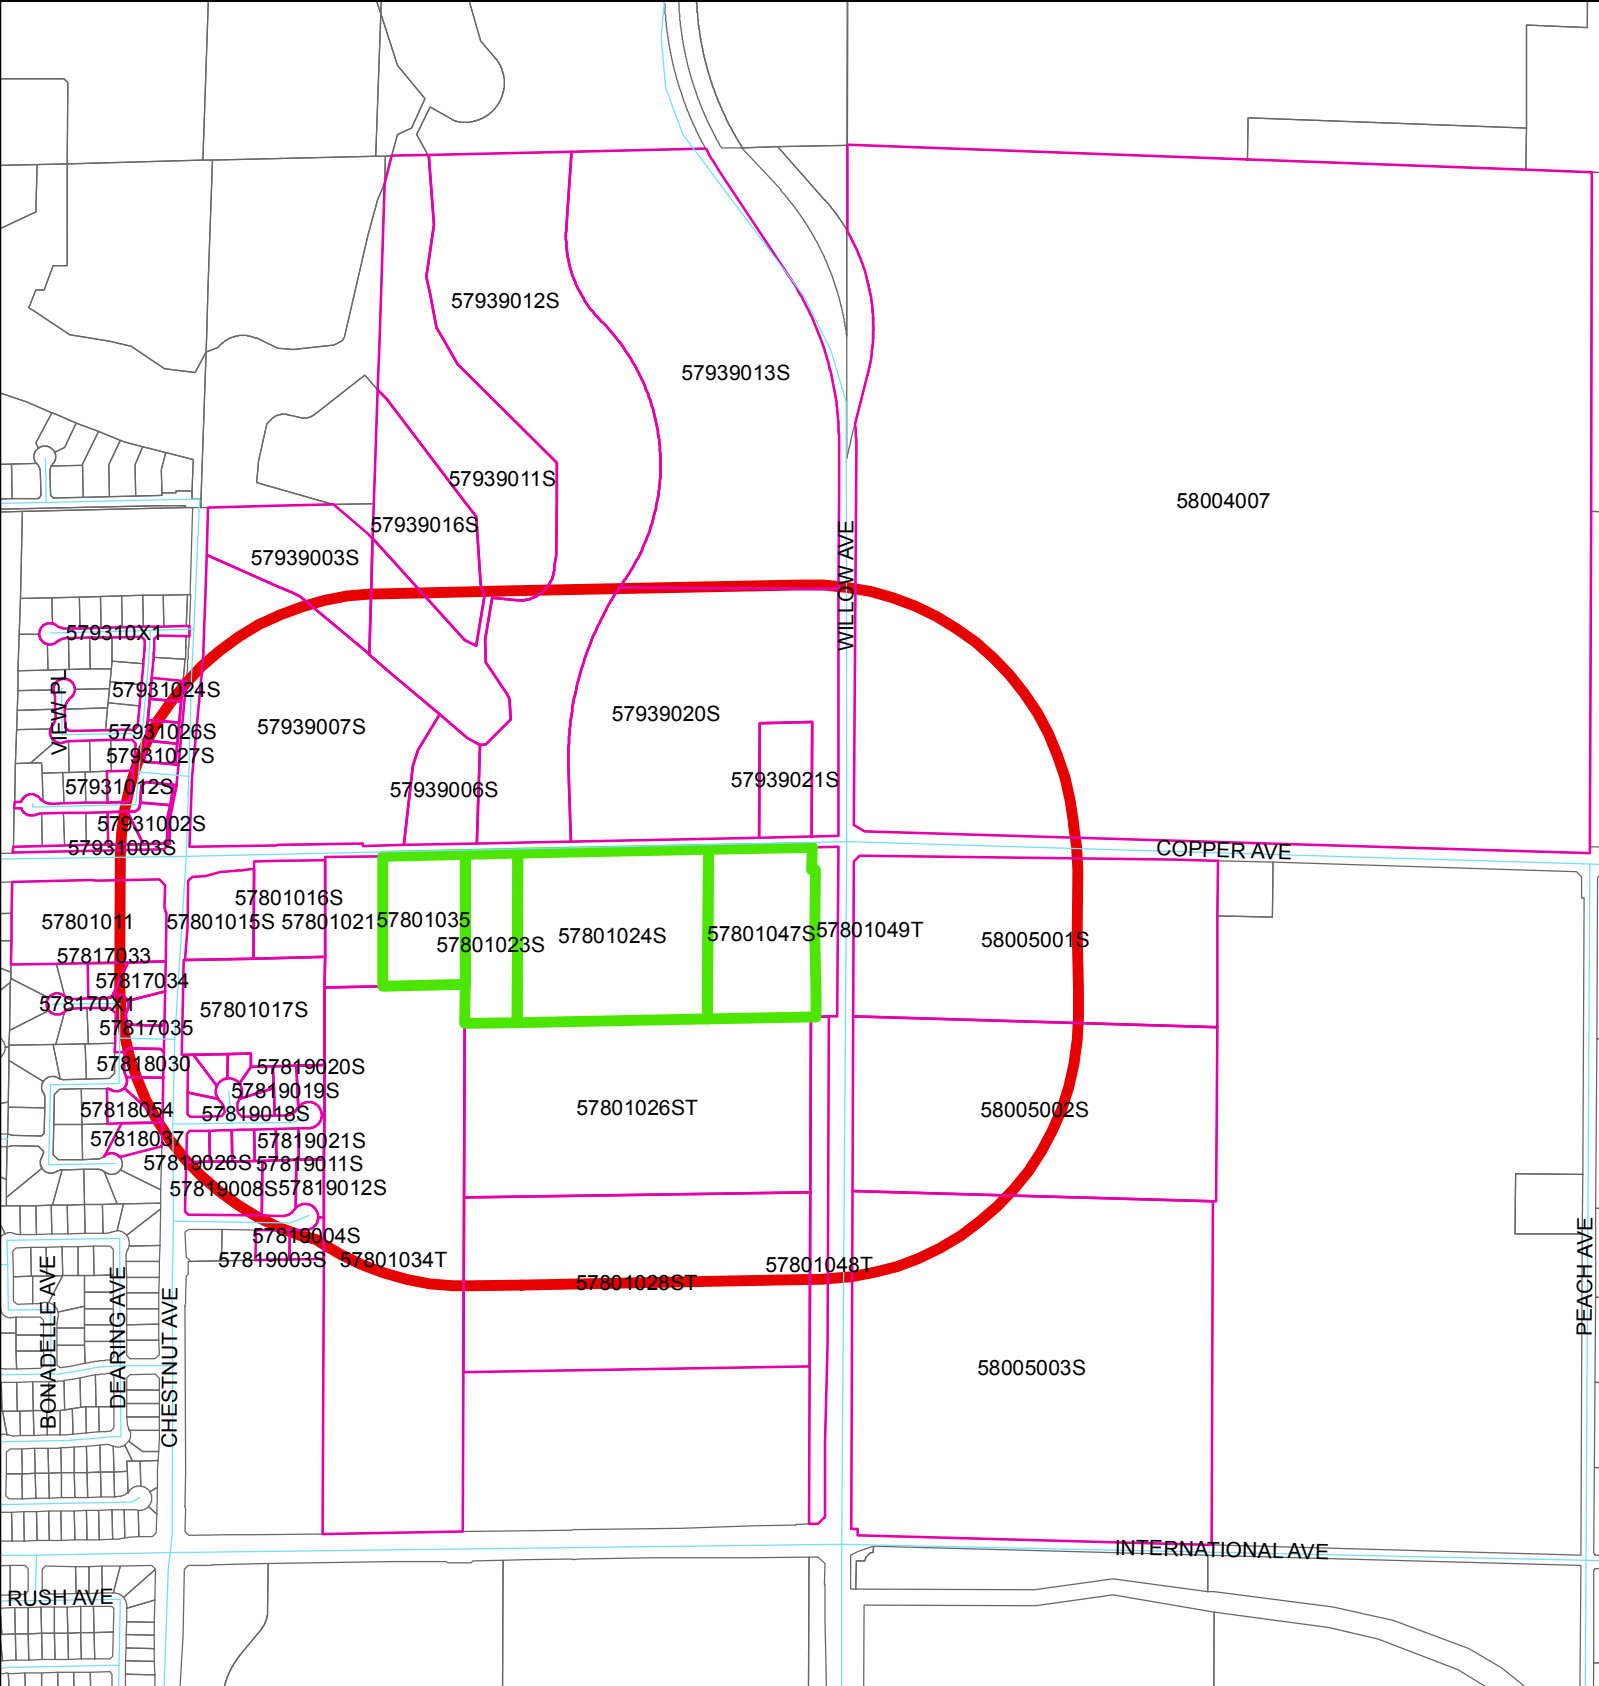 57939012S
57939013S
57939011S
58004007
57939016S
57939003S
WILLOW AVE
579310X1
57931024S
VIEW PL
57939020S
57939007S
57931026S
57931027S
57939021S
57931012S
57939006S
57931002S
57931003S
COPPER AVE
57801016S
57801011
57801015S
57801021
57801035
57801023S
57801024S
57801047S
57801049T
58005001S
57817033
57817034
578170X1
57801017S
57817035
57818030
57819020S
57819019S
57818054
57819018S
57801026ST
58005002S
57818037
57819021S
57819026S
57819011S
57819008S
57819012S
57819004S
57819003S
57801034T
57801048T
57801028ST
BONADELLE AVE
DEARING AVE
CHESTNUT AVE
PEACH AVE
58005003S
INTERNATIONAL AVE
RUSH AVE